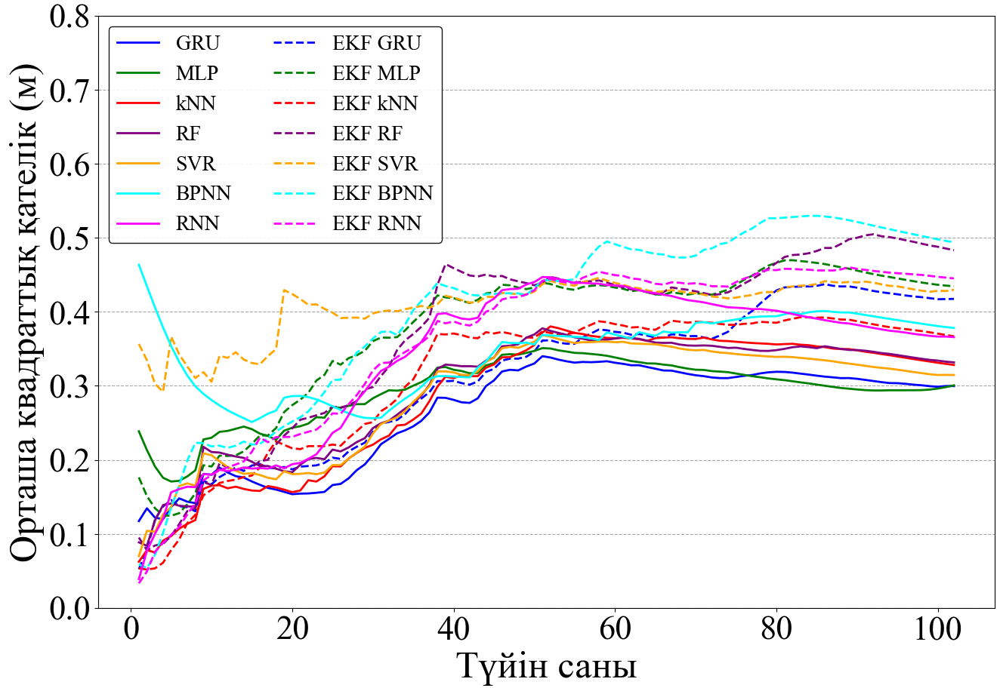 Орташа квадраттық қателік (м)
0.8
0.7
0.6
0.5
0.4
0.3
0.2
0.1
0.0
GRU
MLP
kNN
RF
SVR
BPNN
RNN
EKF GRU
EKF MLP
EKF kNN
EKF RF
EKF SVR
EKF BPNN
EKF RNN
0 20 40 60 80 100
Түйін саны